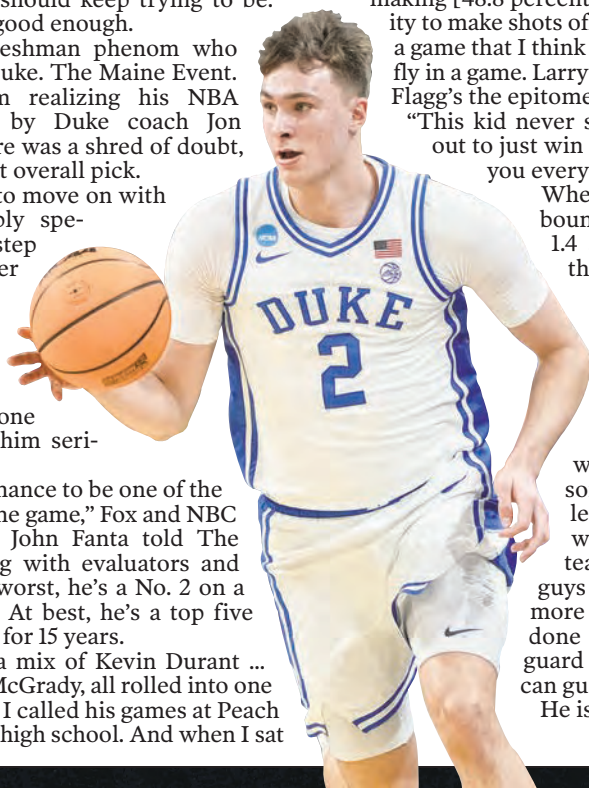 should keep trying to be.
good enough.
eshman phenom who
uke. The Maine Event.
realizing his NBA
by Duke coach Jon
re was a shred of doubt,
t overall pick.
to move on with
bly spe-
step
er
one
him seri-
hance to be one of the
ne game,” Fox and NBC
John Fanta told The
g with evaluators and
worst, he’s a No. 2 on a
At best, he’s a top five
for 15 years.
a mix of Kevin Durant ...
McGrady, all rolled into one
I called his games at Peach
high school. And when I sat
making [48.8 percent
ity to make shots of
a game that I think
fly in a game. Larry
Flagg’s the epitome
“This kid never s
out to just win
you every
Whe
boun
1.4
th
w
so
le
w
tea
guys
more
done
guard
can gu
He is
DUKE
2